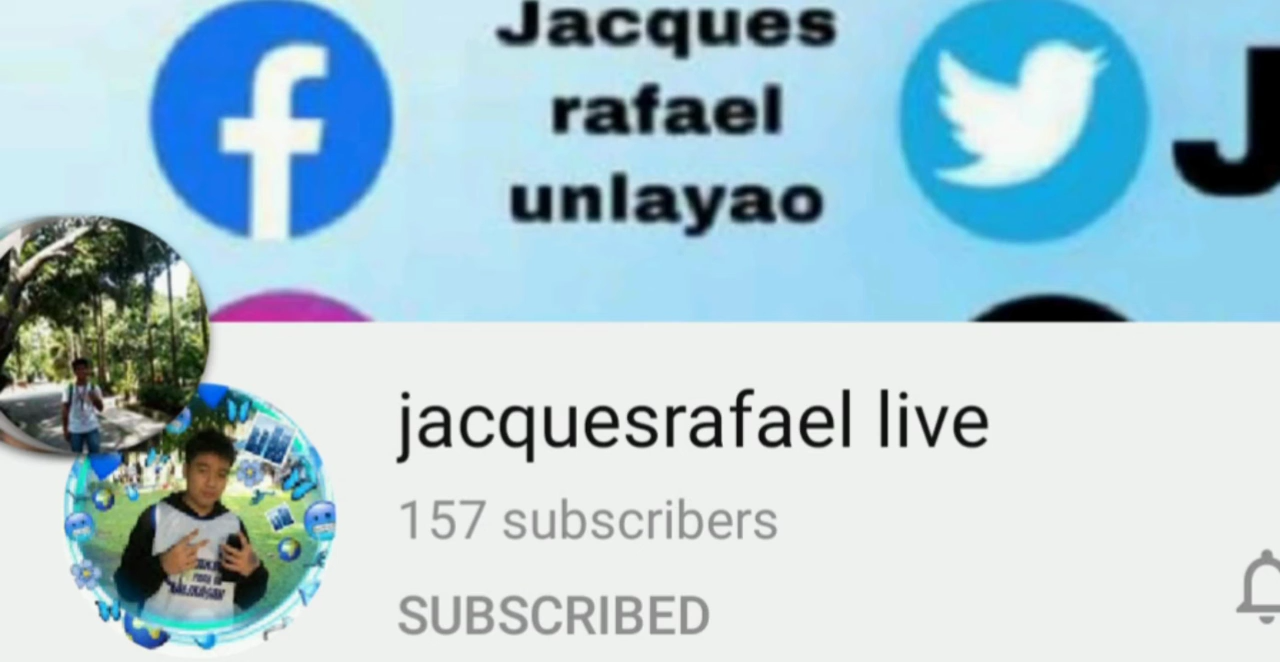 Jacques
rafael
unlayao
J
jacquesrafael live
157 subscribers
SUBSCRIBED